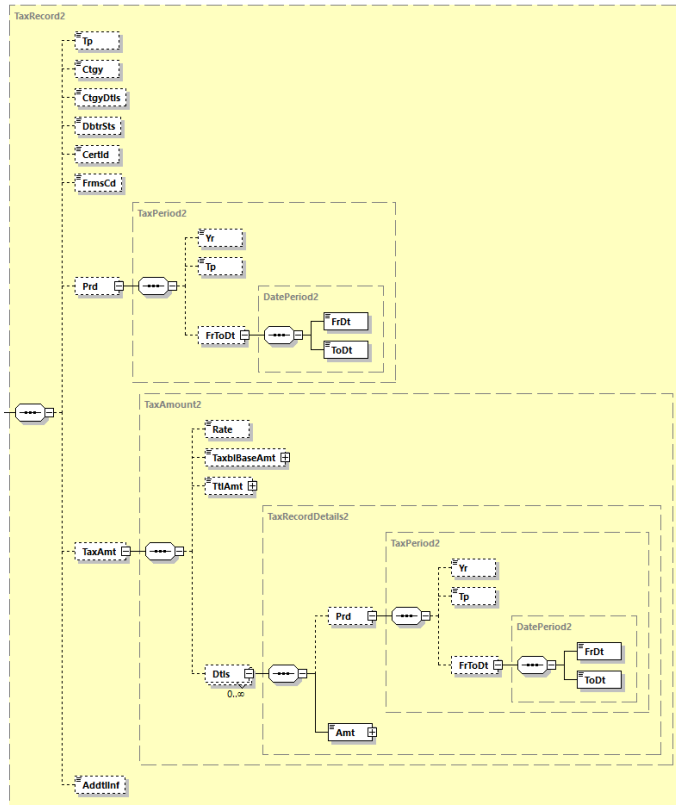 TaxRecord2
Tp
Ctgy
CtgyDtls
DbtrSts
CertId
FrmsCd
TaxPeriod2
Yr
Tp
Prd
DatePeriod2
FrDt
FrToDt
ToDt
TaxAmount2
Rate
TaxblBaseAmt
TtlAmt
TaxRecordDetails2
TaxPeriod2
TaxAmt
Yr
Tp
Prd
DatePeriod2
FrDt
FrToDt
ToDt
Dtls
0..∞
Amt
AddtlInf